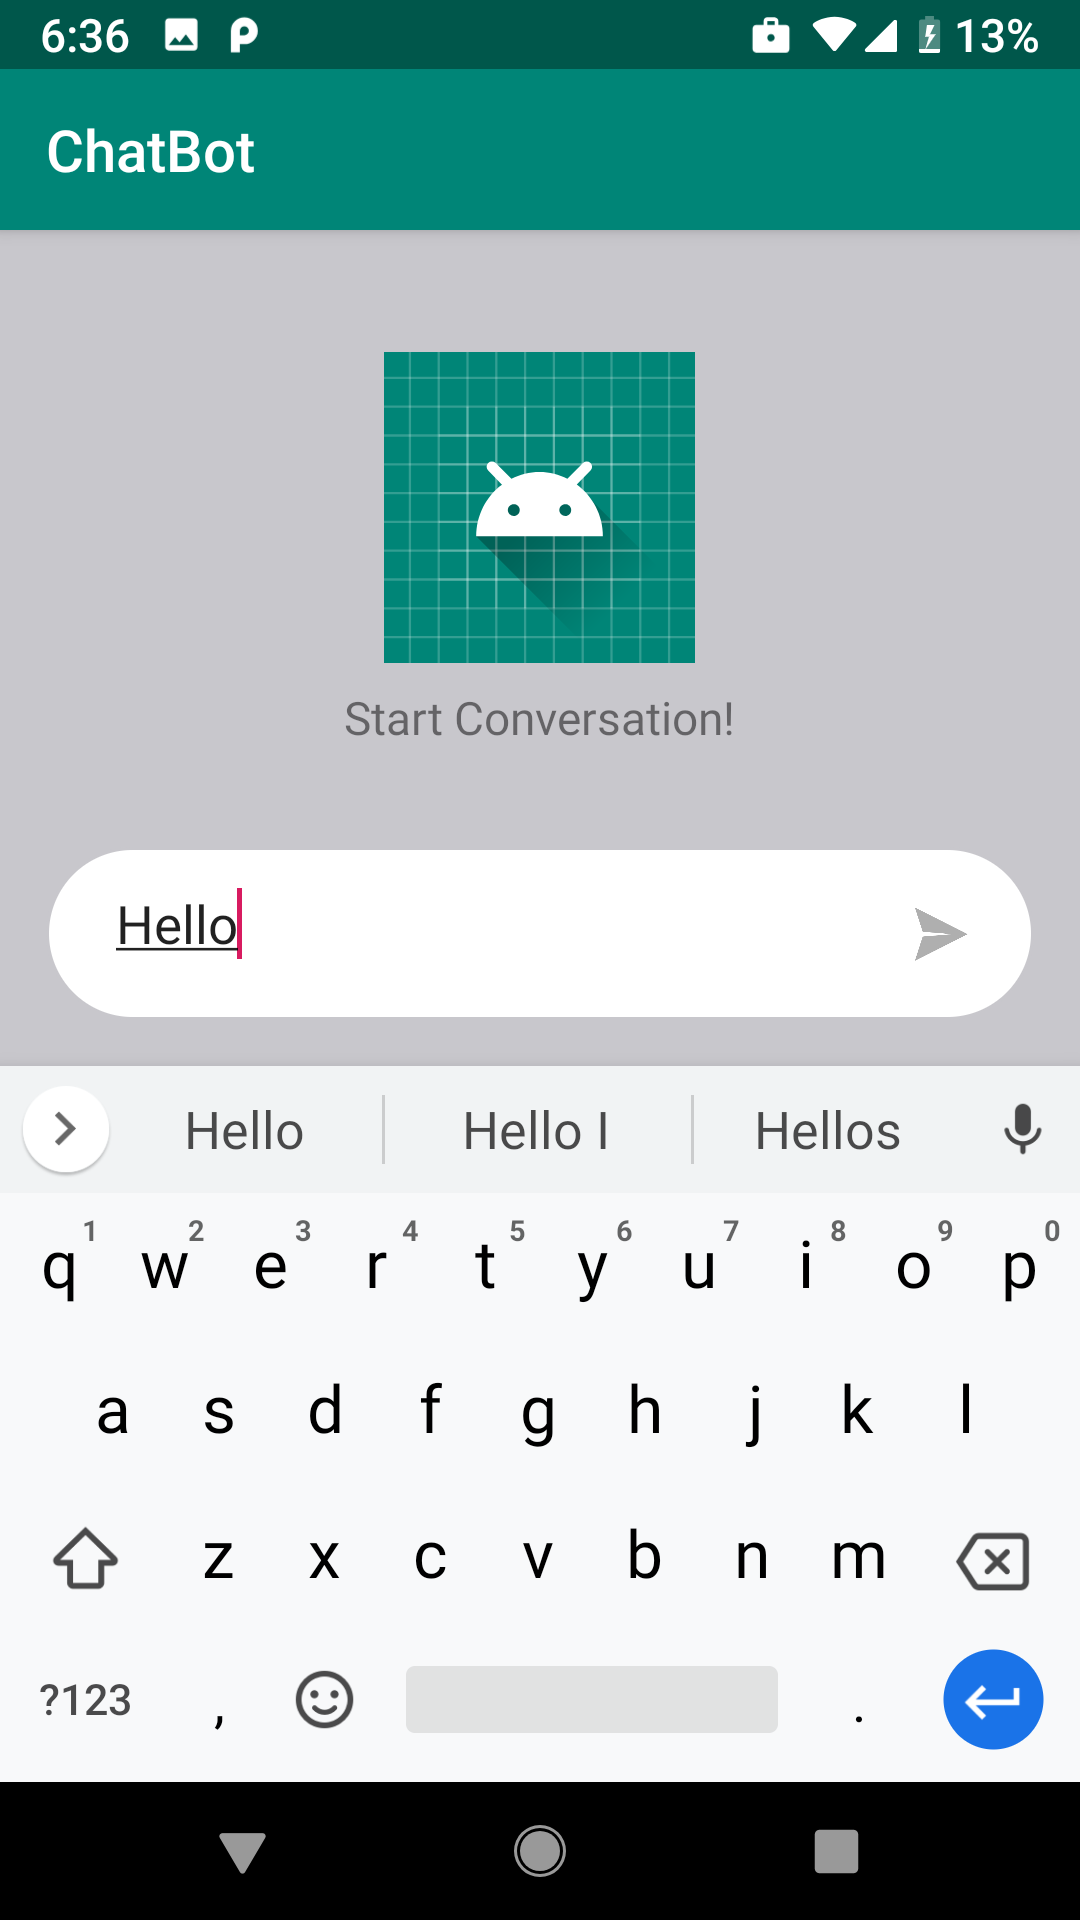 6:36 13%
ChatBot
Start Conversation!
Hello
Hello Hello I Hellos
1 2 3 4 5 6 7 8 9 0
q w e r t y u i o p
a s d f g h j k l
z x c v b n m
?123 , .